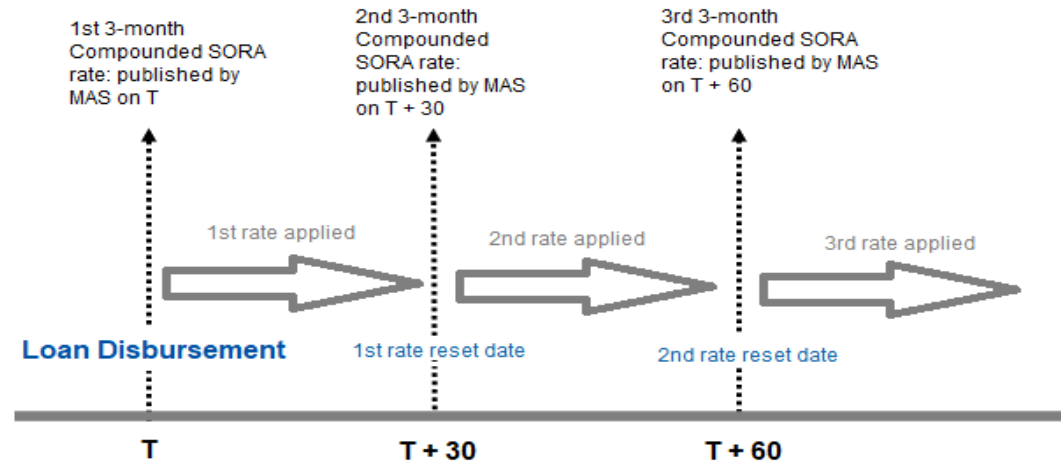 1st 3-month
Compounded SORA
rate: published by
MAS on T
2nd 3-month
Compounded
SORA rate:
published by MAS
on T + 30
3rd 3-month
Compounded SORA
rate: published by MAS
on T + 60
1st rate applied
2nd rate applied
3rd rate applied
Loan Disbursement
1st rate reset date
2nd rate reset date
T
T + 30
T + 60